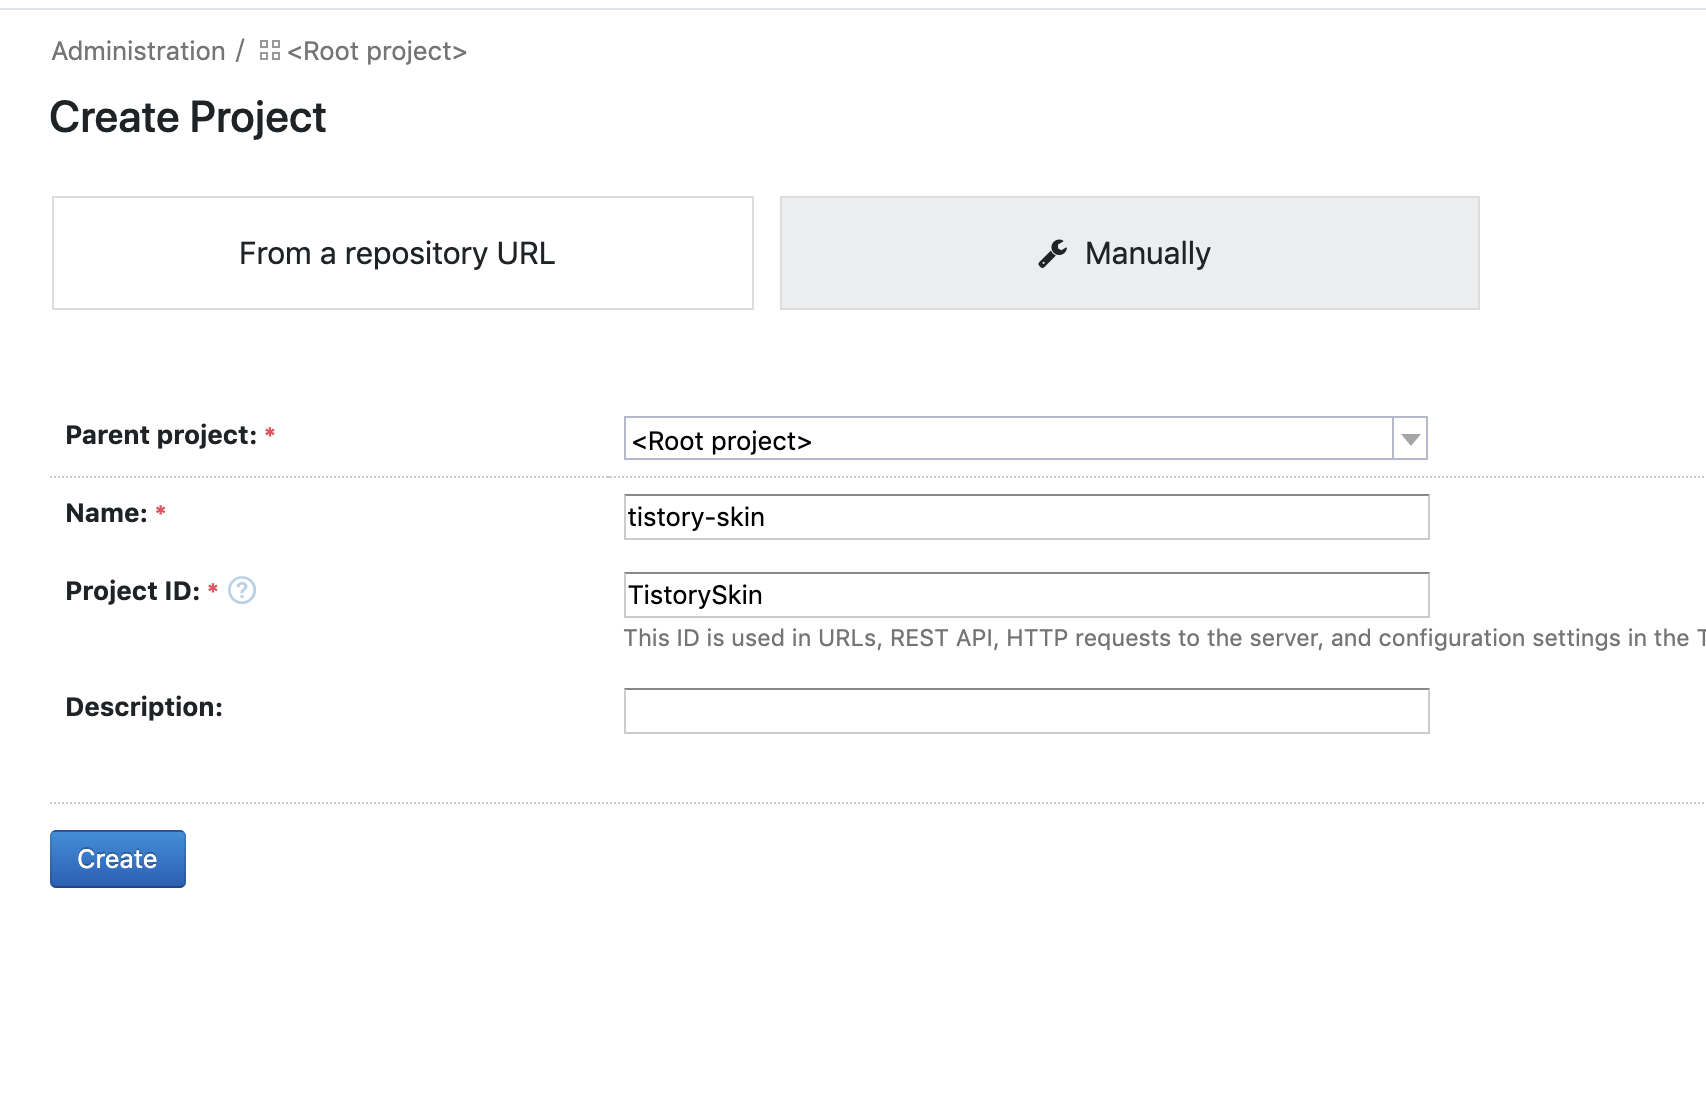 Administration / <Root project>
Create Project
From a repository URL
Manually
Parent project: *
<Root project>
Name: *
tistory-skin
Project ID: * ?
TistorySkin
This ID is used in URLs, REST API, HTTP requests to the server, and configuration settings in the T
Description:
Create